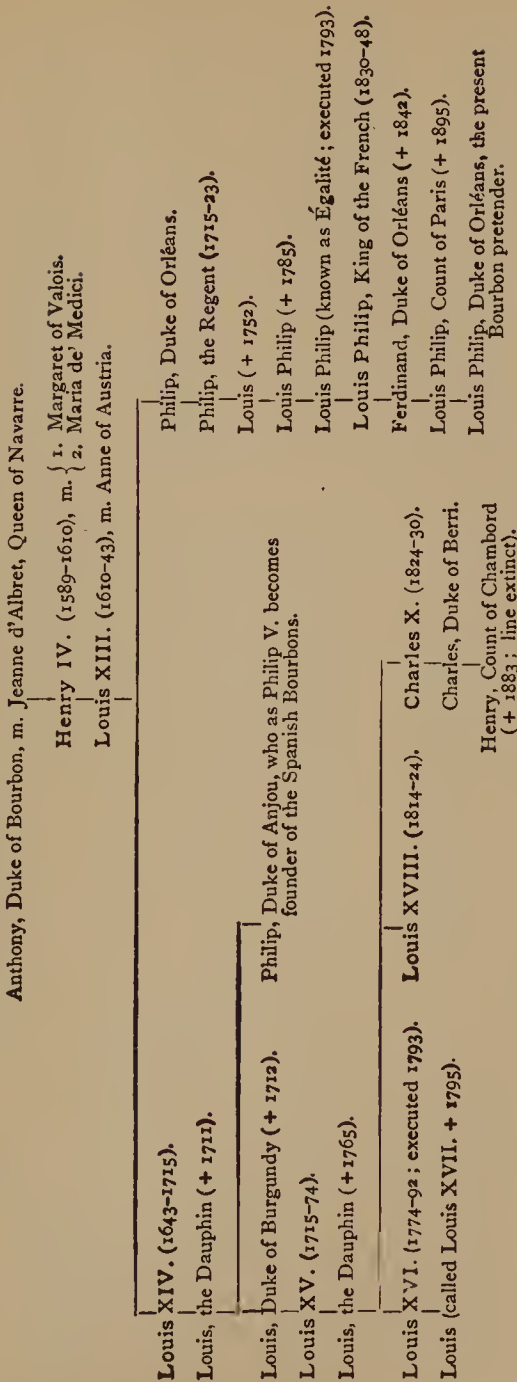 Anthony, Duke of Bourbon, m. Jeanne d'Albret, Queen of Navarre.
Henry IV. (1589-1610), m. { 1. Margaret of Valois.
2. Maria de' Medici.
Louis XIII. (1610-43), m. Anne of Austria.
Louis XIV. (1643-1715).
Louis, the Dauphin (+ 1711).
Louis, Duke of Burgundy (+ 1712).
Philip, Duke of Anjou, who as Philip V. becomes
founder of the Spanish Bourbons.
Louis XV. (1715-74).
Louis, the Dauphin (+1765).
Louis XVI. (1774-92; executed 1793).
Louis (called Louis XVII. + 1795).
Louis XVIII. (1814-24).
Charles X. (1824-30).
Charles, Duke of Berri.
Henry, Count of Chambord
(+ 1883; line extinct).
Philip, Duke of Orléans.
Philip, the Regent (1715-23).
Louis (+ 1752).
Louis Philip (+ 1785).
Louis Philip (known as Égalité; executed 1793).
Louis Philip, King of the French (1830-48).
Ferdinand, Duke of Orléans (+ 1842).
Louis Philip, Count of Paris (+ 1895).
Louis Philip, Duke of Orléans, the present
Bourbon pretender.